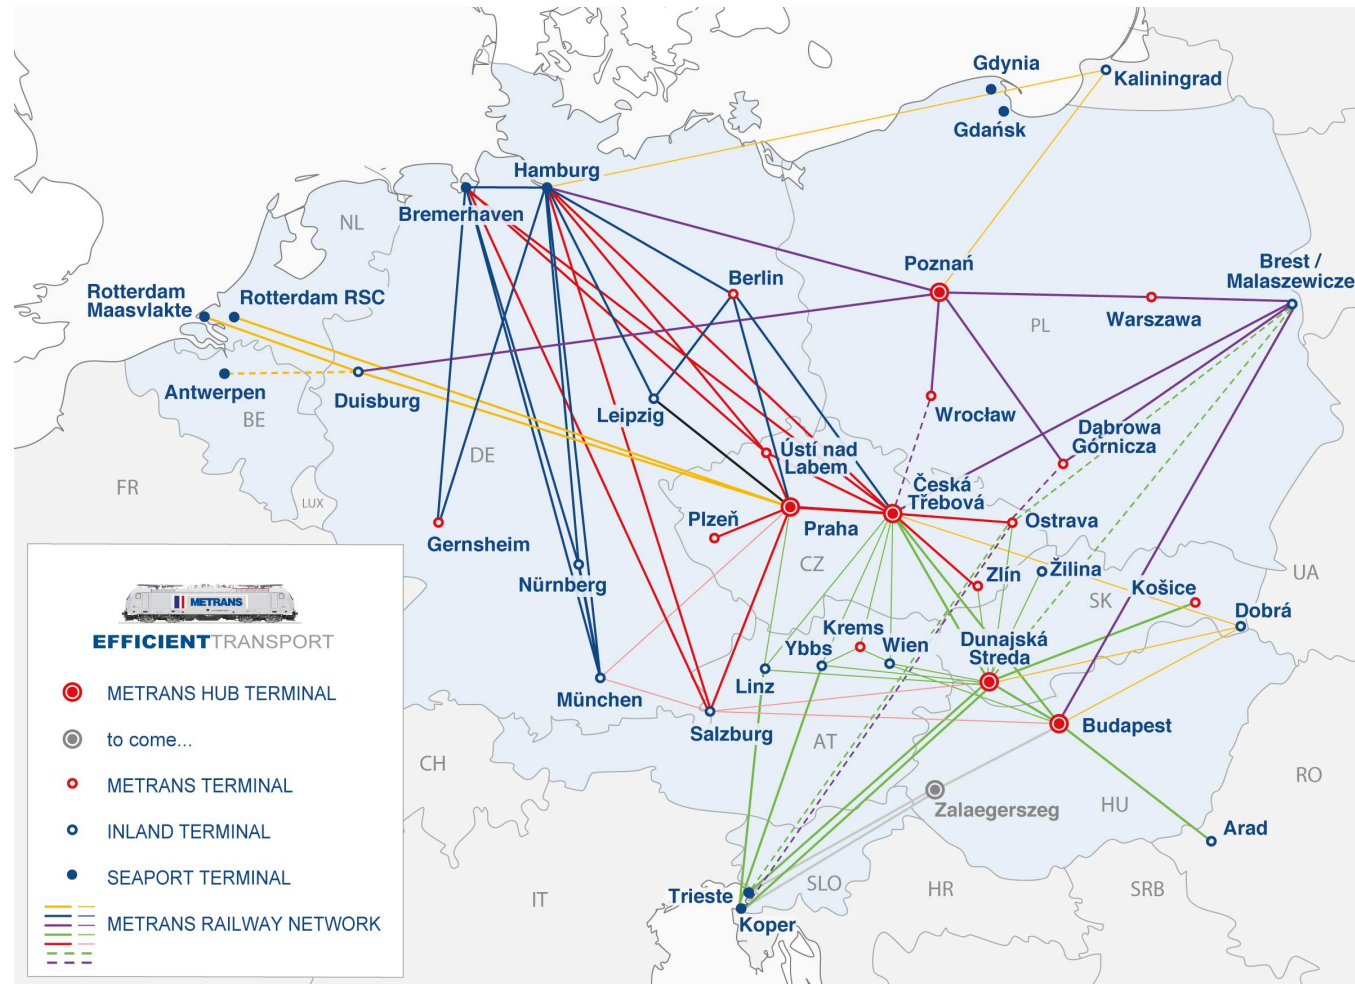 Gdynia
Kaliningrad
Gdańsk
Hamburg
Bremerhaven
NL
Berlin
Poznań
Brest /
Malaszewicze
Rotterdam
Maasvlakte
Rotterdam RSC
PL
Warszawa
Antwerpen
Duisburg
Leipzig
Wrocław
BE
DE
Dąbrowa
Górnicza
Ústí nad
Labem
FR
LUX
Česká
Třebová
Plzeň
Praha
Ostrava
Gernsheim
CZ
Nürnberg
Zlín
Žilina
UA
SK
Košice
Dobrá
Krems
Ybbs
Wien
Dunajská
Streda
Linz
München
Salzburg
AT
Budapest
CH
RO
Zalaegerszeg
HU
Arad
Trieste
SLO
HR
SRB
IT
Koper
METRANS
EFFICIENTTRANSPORT
METRANS HUB TERMINAL
to come...
METRANS TERMINAL
INLAND TERMINAL
SEAPORT TERMINAL
METRANS RAILWAY NETWORK